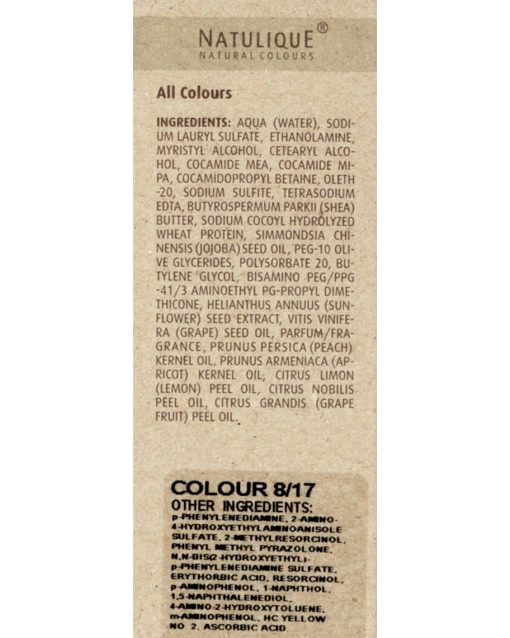 NATULIQUE®
NATURAL COLOURS
All Colours
INGREDIENTS: AQUA (WATER), SODI-
UM LAURYL SULFATE, ETHANOLAMINE,
MYRISTYL ALCOHOL, CETEARYL ALCO-
HOL, COCAMIDE MEA, COCAMIDE MI-
PA, COCAMIDOPROPYL BETAINE, OLETH
-20, SODIUM SULFITE, TETRASODIUM
EDTA, BUTYROSPERMUM PARKII (SHEA)
BUTTER, SODIUM COCOYL HYDROLYZED
WHEAT PROTEIN, SIMMONDSIA CHI-
NENSIS (JOJOBA) SEED OIL, PEG-10 OLI-
VE GLYCERIDES, POLYSORBATE 20, BU-
TYLENE GLYCOL, BISAMINO PEG/PPG
-41/3 AMINOETHYL PG-PROPYL DIME-
THICONE, HELIANTHUS ANNUUS (SUN-
FLOWER) SEED EXTRACT, VITIS VINIFE-
RA (GRAPE) SEED OIL, PARFUM/FRA-
GRANCE, PRUNUS PERSICA (PEACH)
KERNEL OIL, PRUNUS ARMENIACA (AP-
RICOT) KERNEL OIL, CITRUS LIMON
(LEMON) PEEL OIL, CITRUS NOBILIS
PEEL OIL, CITRUS GRANDIS (GRAPE
FRUIT) PEEL OIL.
COLOUR 8/17
OTHER INGREDIENTS:
p-PHENYLENEDIAMINE, 2-AMINO-
4-HYDROXYETHYLAMINOANISOLE
SULFATE, 2-METHYLRESORCINOL,
PHENYL METHYL PYRAZOLONE,
N,N-BIS(2-HYDROXYETHYL)-
p-PHENYLENEDIAMINE SULFATE,
ERYTHORBIC ACID, RESORCINOL,
p-AMINOPHENOL, 1-NAPHTHOL,
1,5-NAPHTHALENEDIOL,
4-AMINO-2-HYDROXYTOLUENE,
m-AMINOPHENOL, HC YELLOW
NO 2, ASCORBIC ACID